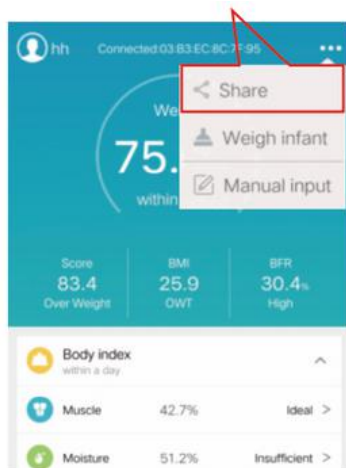 hh Connected:03:B3:EC:8C:7F:95
Share
We
Weigh infant
75.
Manual input
within
Score BMI BFR
83.4 25.9 30.4%
Over Weight OWT High
Body index
within a day
Muscle 42.7% Ideal >
Moisture 51.2% Insufficient >